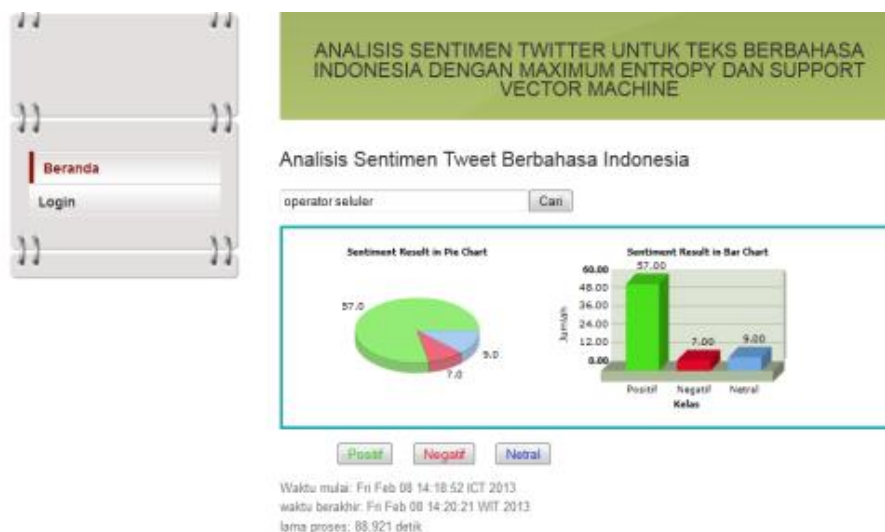 ANALISIS SENTIMEN TWITTER UNTUK TEKS BERBAHASA
INDONESIA DENGAN MAXIMUM ENTROPY DAN SUPPORT
VECTOR MACHINE
Beranda
Login
Analisis Sentimen Tweet Berbahasa Indonesia
operator seluler
Cari
Sentiment Result in Pie Chart
57.0
9.0
7.0
Sentiment Result in Bar Chart
60.00
48.00
36.00
24.00
12.00
0.00
Jumlah
57.00
7.00
9.00
Positif Negatif Netral
Kelas
Positif Negatif Netral
Waktu mulai: Fri Feb 08 14:18:52 ICT 2013
waktu berakhir: Fri Feb 08 14:20:21 WIT 2013
lama proses: 88.921 detik